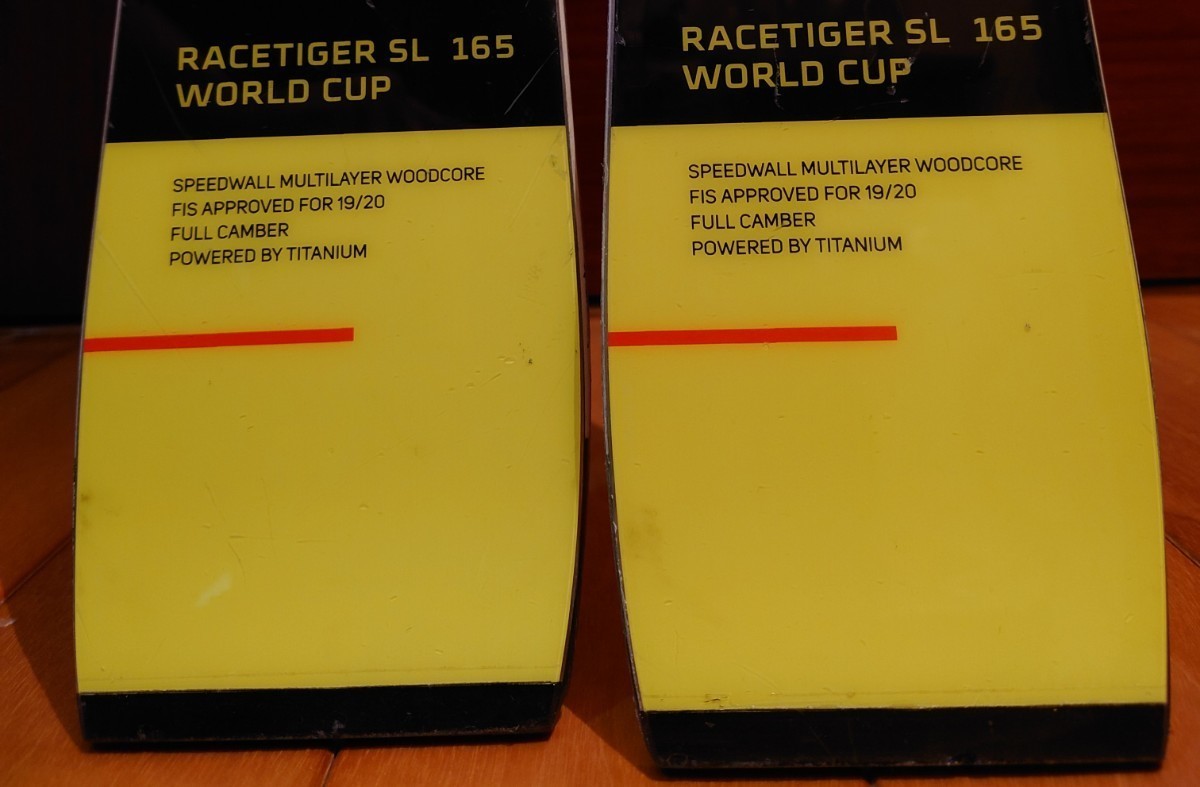 RACETIGER SL 165
WORLD CUP
SPEEDWALL MULTILAYER WOODCORE
FIS APPROVED FOR 19/20
FULL CAMBER
POWERED BY TITANIUM
RACETIGER SL 165
WORLD CUP
SPEEDWALL MULTILAYER WOODCORE
FIS APPROVED FOR 19/20
FULL CAMBER
POWERED BY TITANIUM